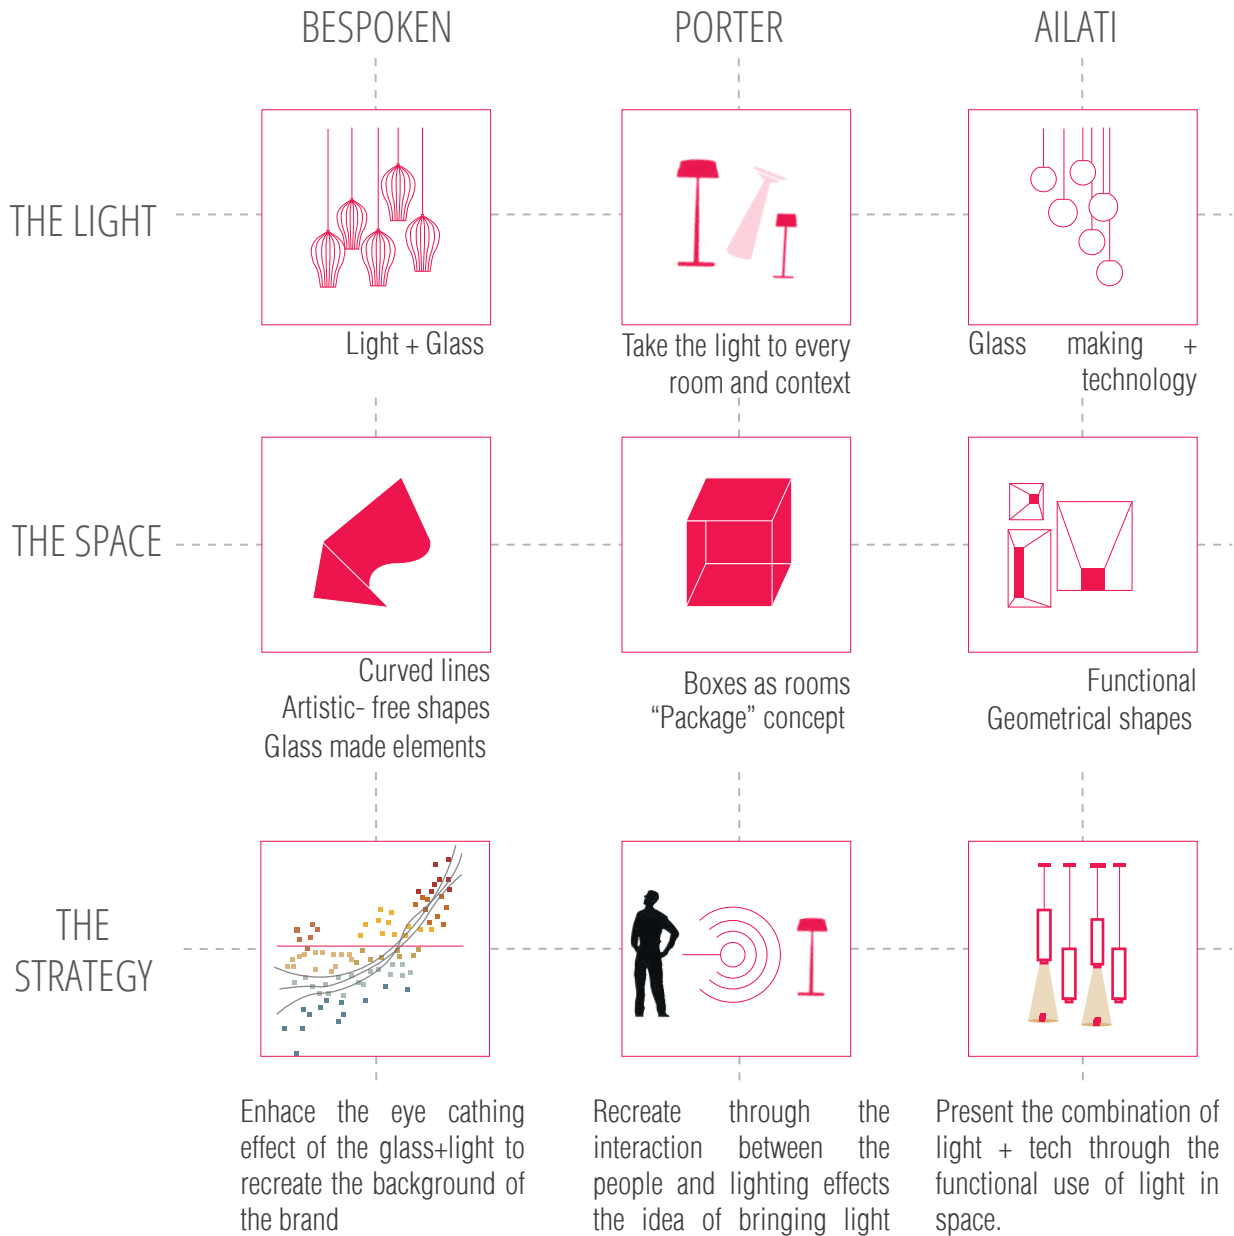 BESPOKEN
PORTER
AILATI
THE LIGHT
Light + Glass
Take the light to every
room and context
Glass making +
technology
THE SPACE
Curved lines
Artistic- free shapes
Glass made elements
Boxes as rooms
“Package” concept
Functional
Geometrical shapes
THE
STRATEGY
Enhace the eye cathing
effect of the glass+light to
recreate the background of
the brand
Recreate through the
interaction between the
people and lighting effects
the idea of bringing light
Present the combination of
light + tech through the
functional use of light in
space.